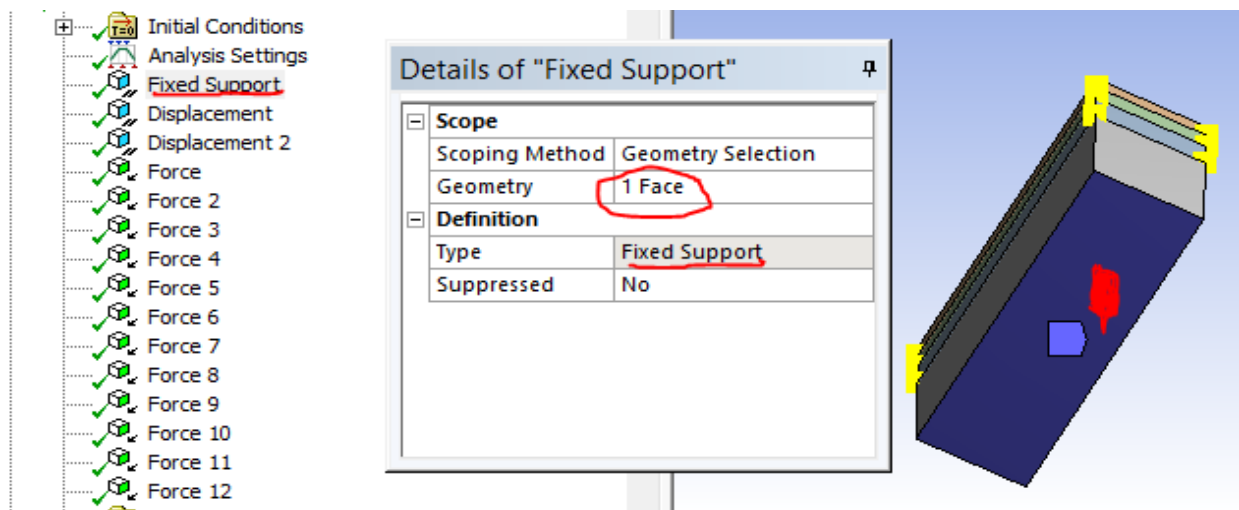 T=0 Initial Conditions
Analysis Settings
Fixed Support
Displacement
Displacement 2
Force
Force 2
Force 3
Force 4
Force 5
Force 6
Force 7
Force 8
Force 9
Force 10
Force 11
Force 12
Details of "Fixed Support"
Scope
Scoping Method Geometry Selection
Geometry 1 Face
Definition
Type Fixed Support
Suppressed No